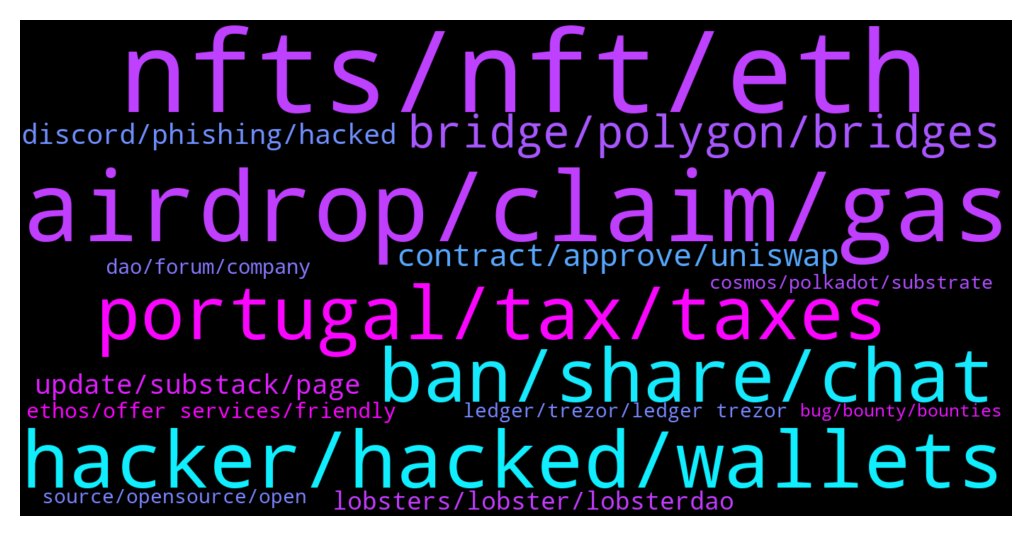 nfts/nft/eth
discord/phishing/hacked
bridge/polygon/bridges
airdrop/claim/gas
contract/approve/uniswap
dao/forum/company
cosmos/polkadot/substrate
portugal/tax/taxes
ban/share/chat
update/substack/page
ethos/offer services/friendly
ledger/trezor/ledger trezor
bug/bounty/bounties
hacker/hacked/wallets
source/opensource/open
lobsters/lobster/lobsterdao